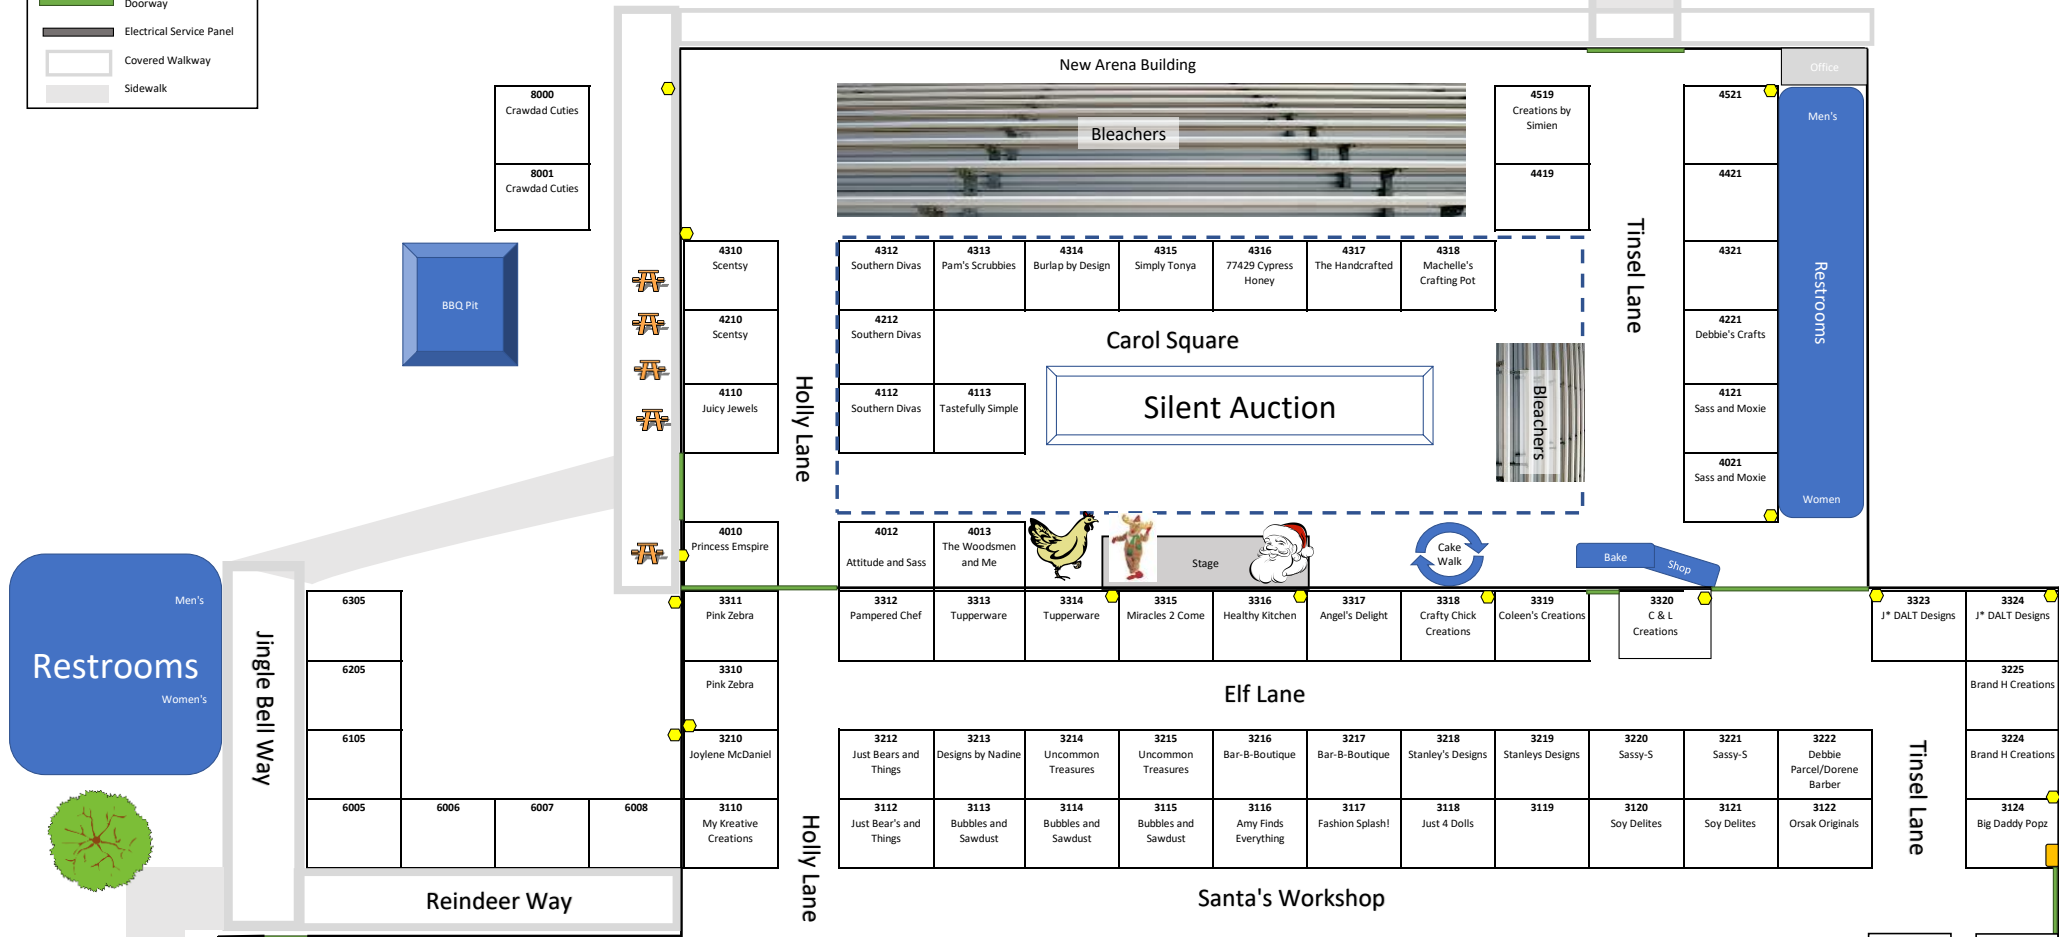 Doorway
Electrical Service Panel
Covered Walkway
Sidewalk
New Arena Building
Office
8000
Crawdad Cuties
8001
Crawdad Cuties
BBQ Pit
Bleachers
4519
Creations by
Simien
4419
4521
4421
4321
4221
Debbie's Crafts
4121
Sass and Moxie
4021
Sass and Moxie
Men's
Restrooms
Women
Tinsel Lane
4310
Scentsy
4210
Scentsy
4110
Juicy Jewels
4010
Princess Emspire
Holly Lane
4312
Southern Divas
4313
Pam's Scrubbies
4314
Burlap by Design
4315
Simply Tonya
4316
77429 Cypress
Honey
4317
The Handcrafted
4318
Machelle's
Crafting Pot
4212
Southern Divas
4112
Southern Divas
4113
Tastefully Simple
Carol Square
Silent Auction
Bleachers
4012
Attitude and Sass
4013
The Woodsmen
and Me
Stage
Cake
Walk
Bake
Shop
Men's
Restrooms
Women's
Jingle Bell Way
6305
6205
6105
6005
6006
6007
6008
Reindeer Way
3311
Pink Zebra
3310
Pink Zebra
3210
Joylene McDaniel
3110
My Kreative
Creations
Holly Lane
3312
Pampered Chef
3313
Tupperware
3314
Tupperware
3315
Miracles 2 Come
3316
Healthy Kitchen
3317
Angel's Delight
3318
Crafty Chick
Creations
3319
Coleen's Creations
3320
C & L
Creations
3323
J* DALT Designs
3324
J* DALT Designs
Elf Lane
3225
Brand H Creations
3212
Just Bears and
Things
3213
Designs by Nadine
3214
Uncommon
Treasures
3215
Uncommon
Treasures
3216
Bar-B-Boutique
3217
Bar-B-Boutique
3218
Stanley's Designs
3219
Stanleys Designs
3220
Sassy-S
3221
Sassy-S
3222
Debbie
Parcel/Dorene
Barber
3224
Brand H Creations
Tinsel Lane
3112
Just Bear's and
Things
3113
Bubbles and
Sawdust
3114
Bubbles and
Sawdust
3115
Bubbles and
Sawdust
3116
Amy Finds
Everything
3117
Fashion Splash!
3118
Just 4 Dolls
3119
3120
Soy Delites
3121
Soy Delites
3122
Orsak Originals
3124
Big Daddy Popz
Santa's Workshop